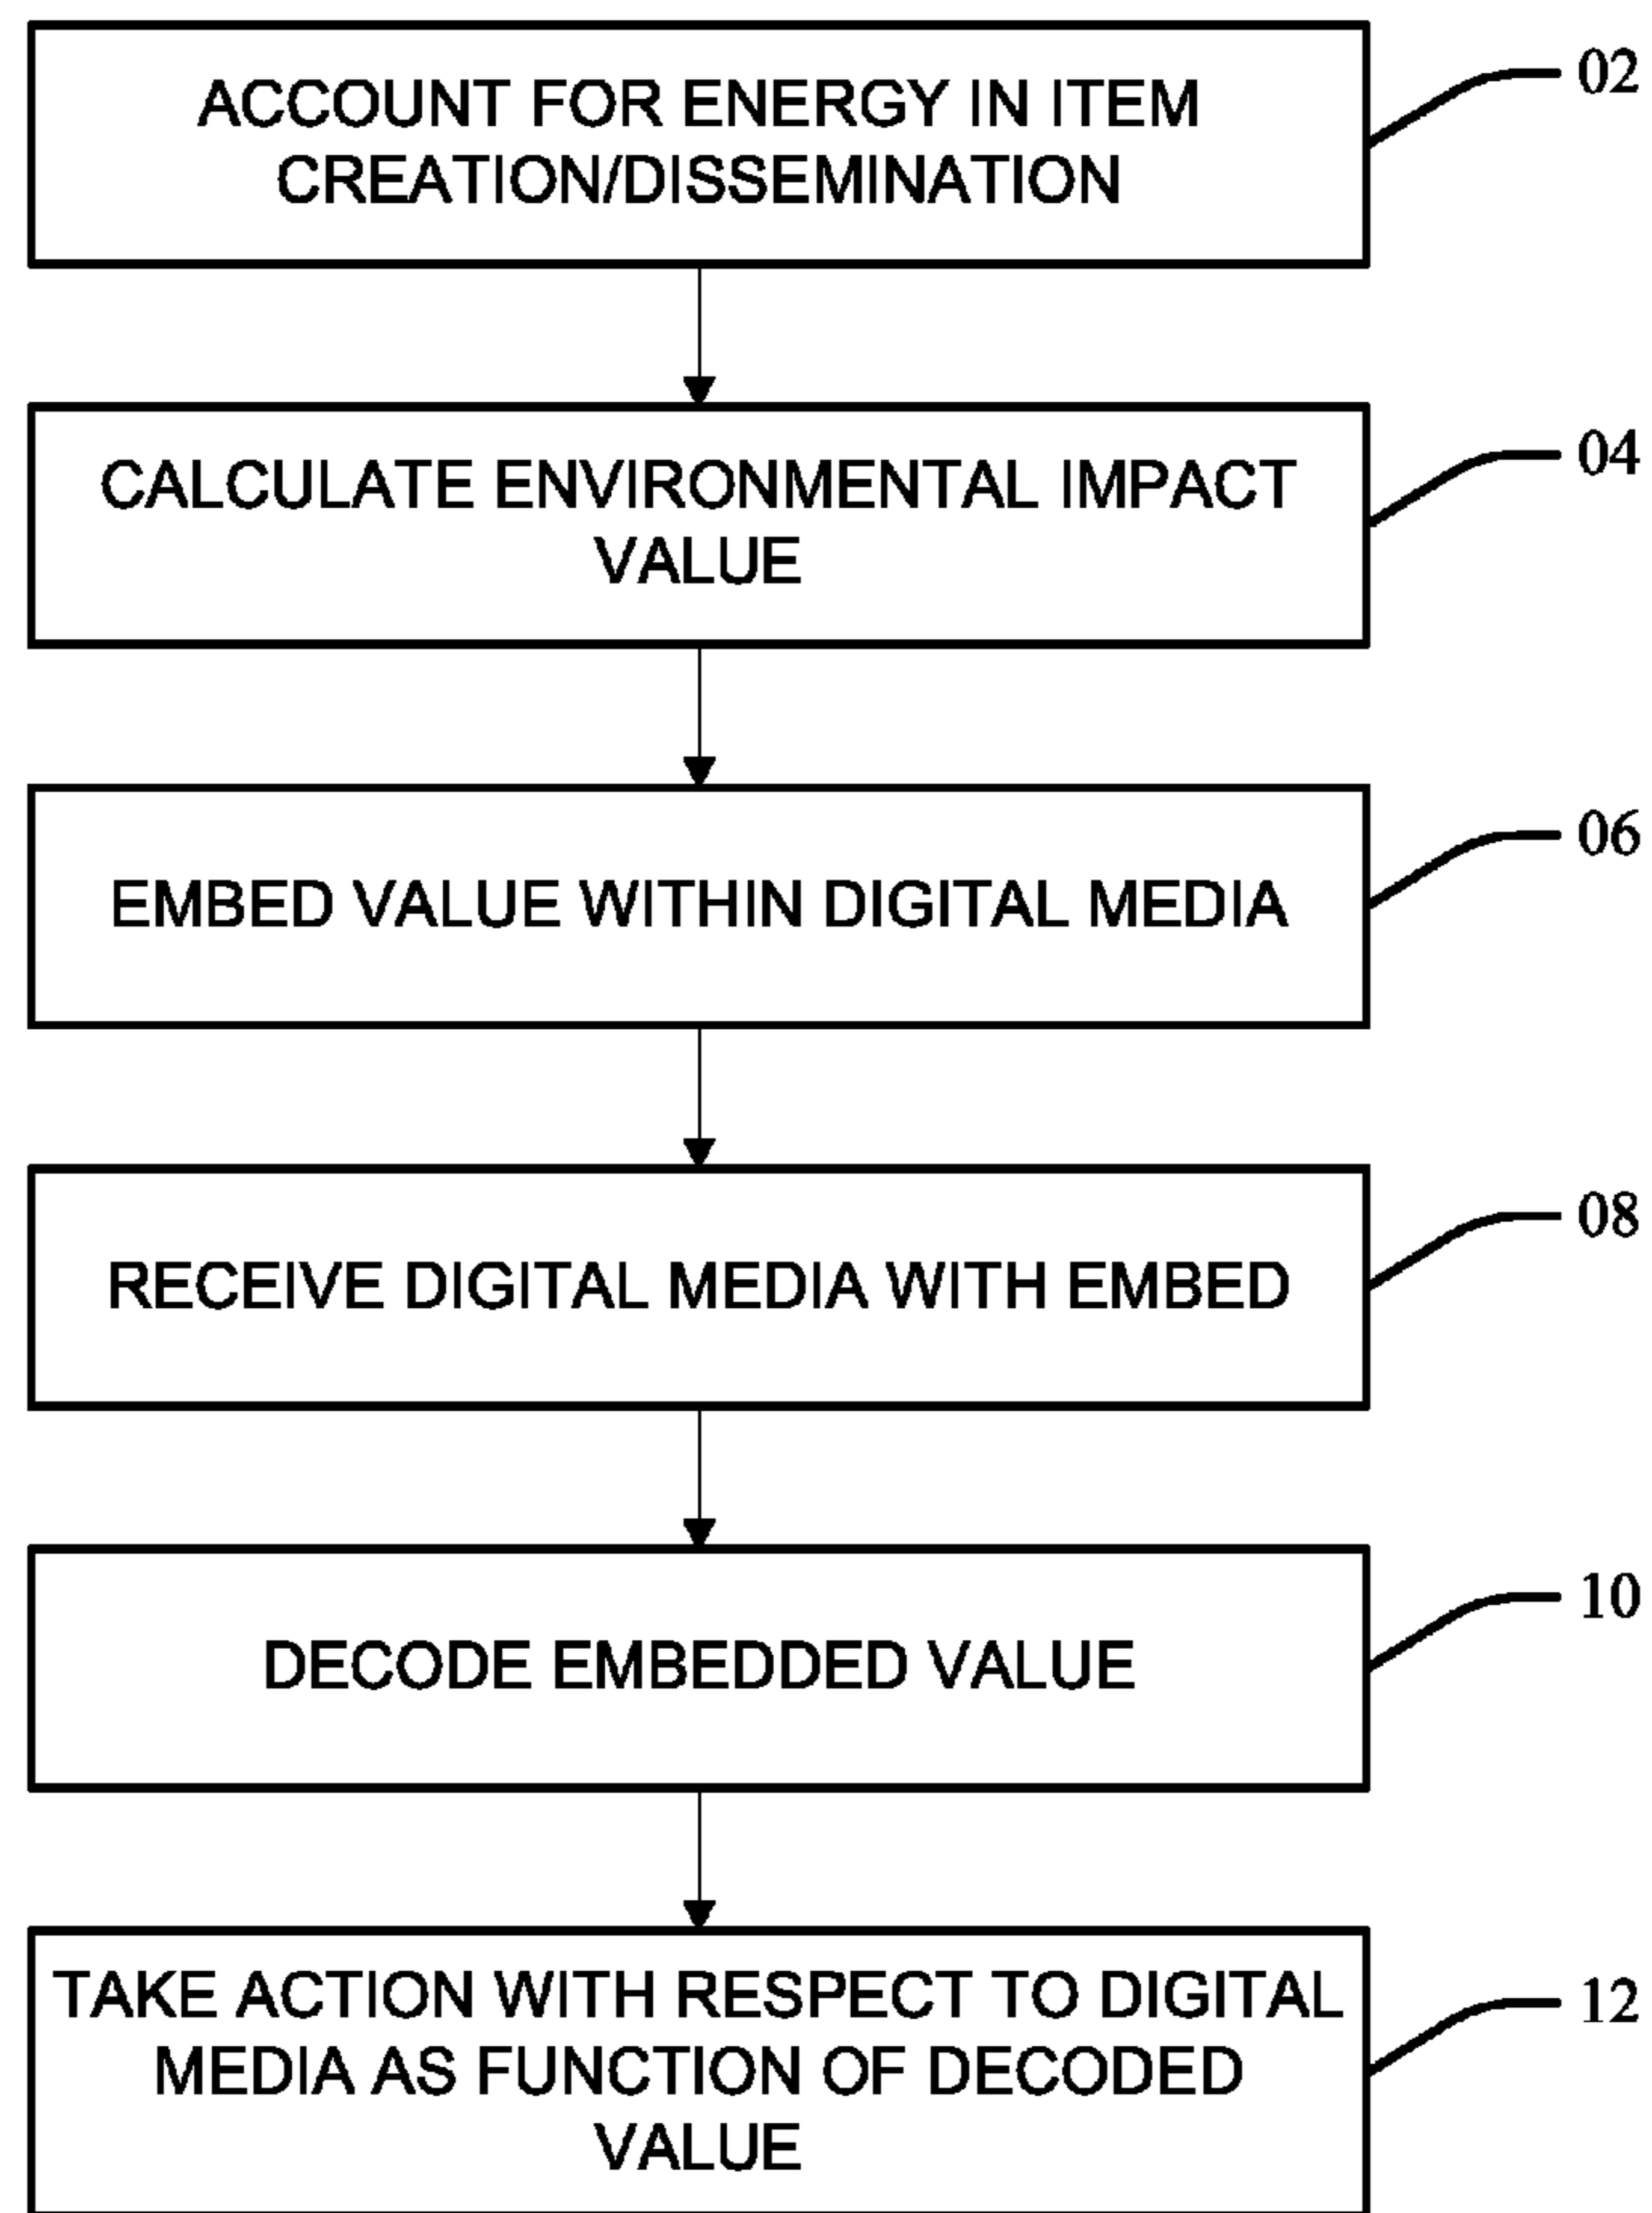 ACCOUNT FOR ENERGY IN ITEM
CREATION/DISSEMINATION
02
CALCULATE ENVIRONMENTAL IMPACT
VALUE
04
EMBED VALUE WITHIN DIGITAL MEDIA
06
RECEIVE DIGITAL MEDIA WITH EMBED
08
DECODE EMBEDDED VALUE
10
TAKE ACTION WITH RESPECT TO DIGITAL
MEDIA AS FUNCTION OF DECODED
VALUE
12